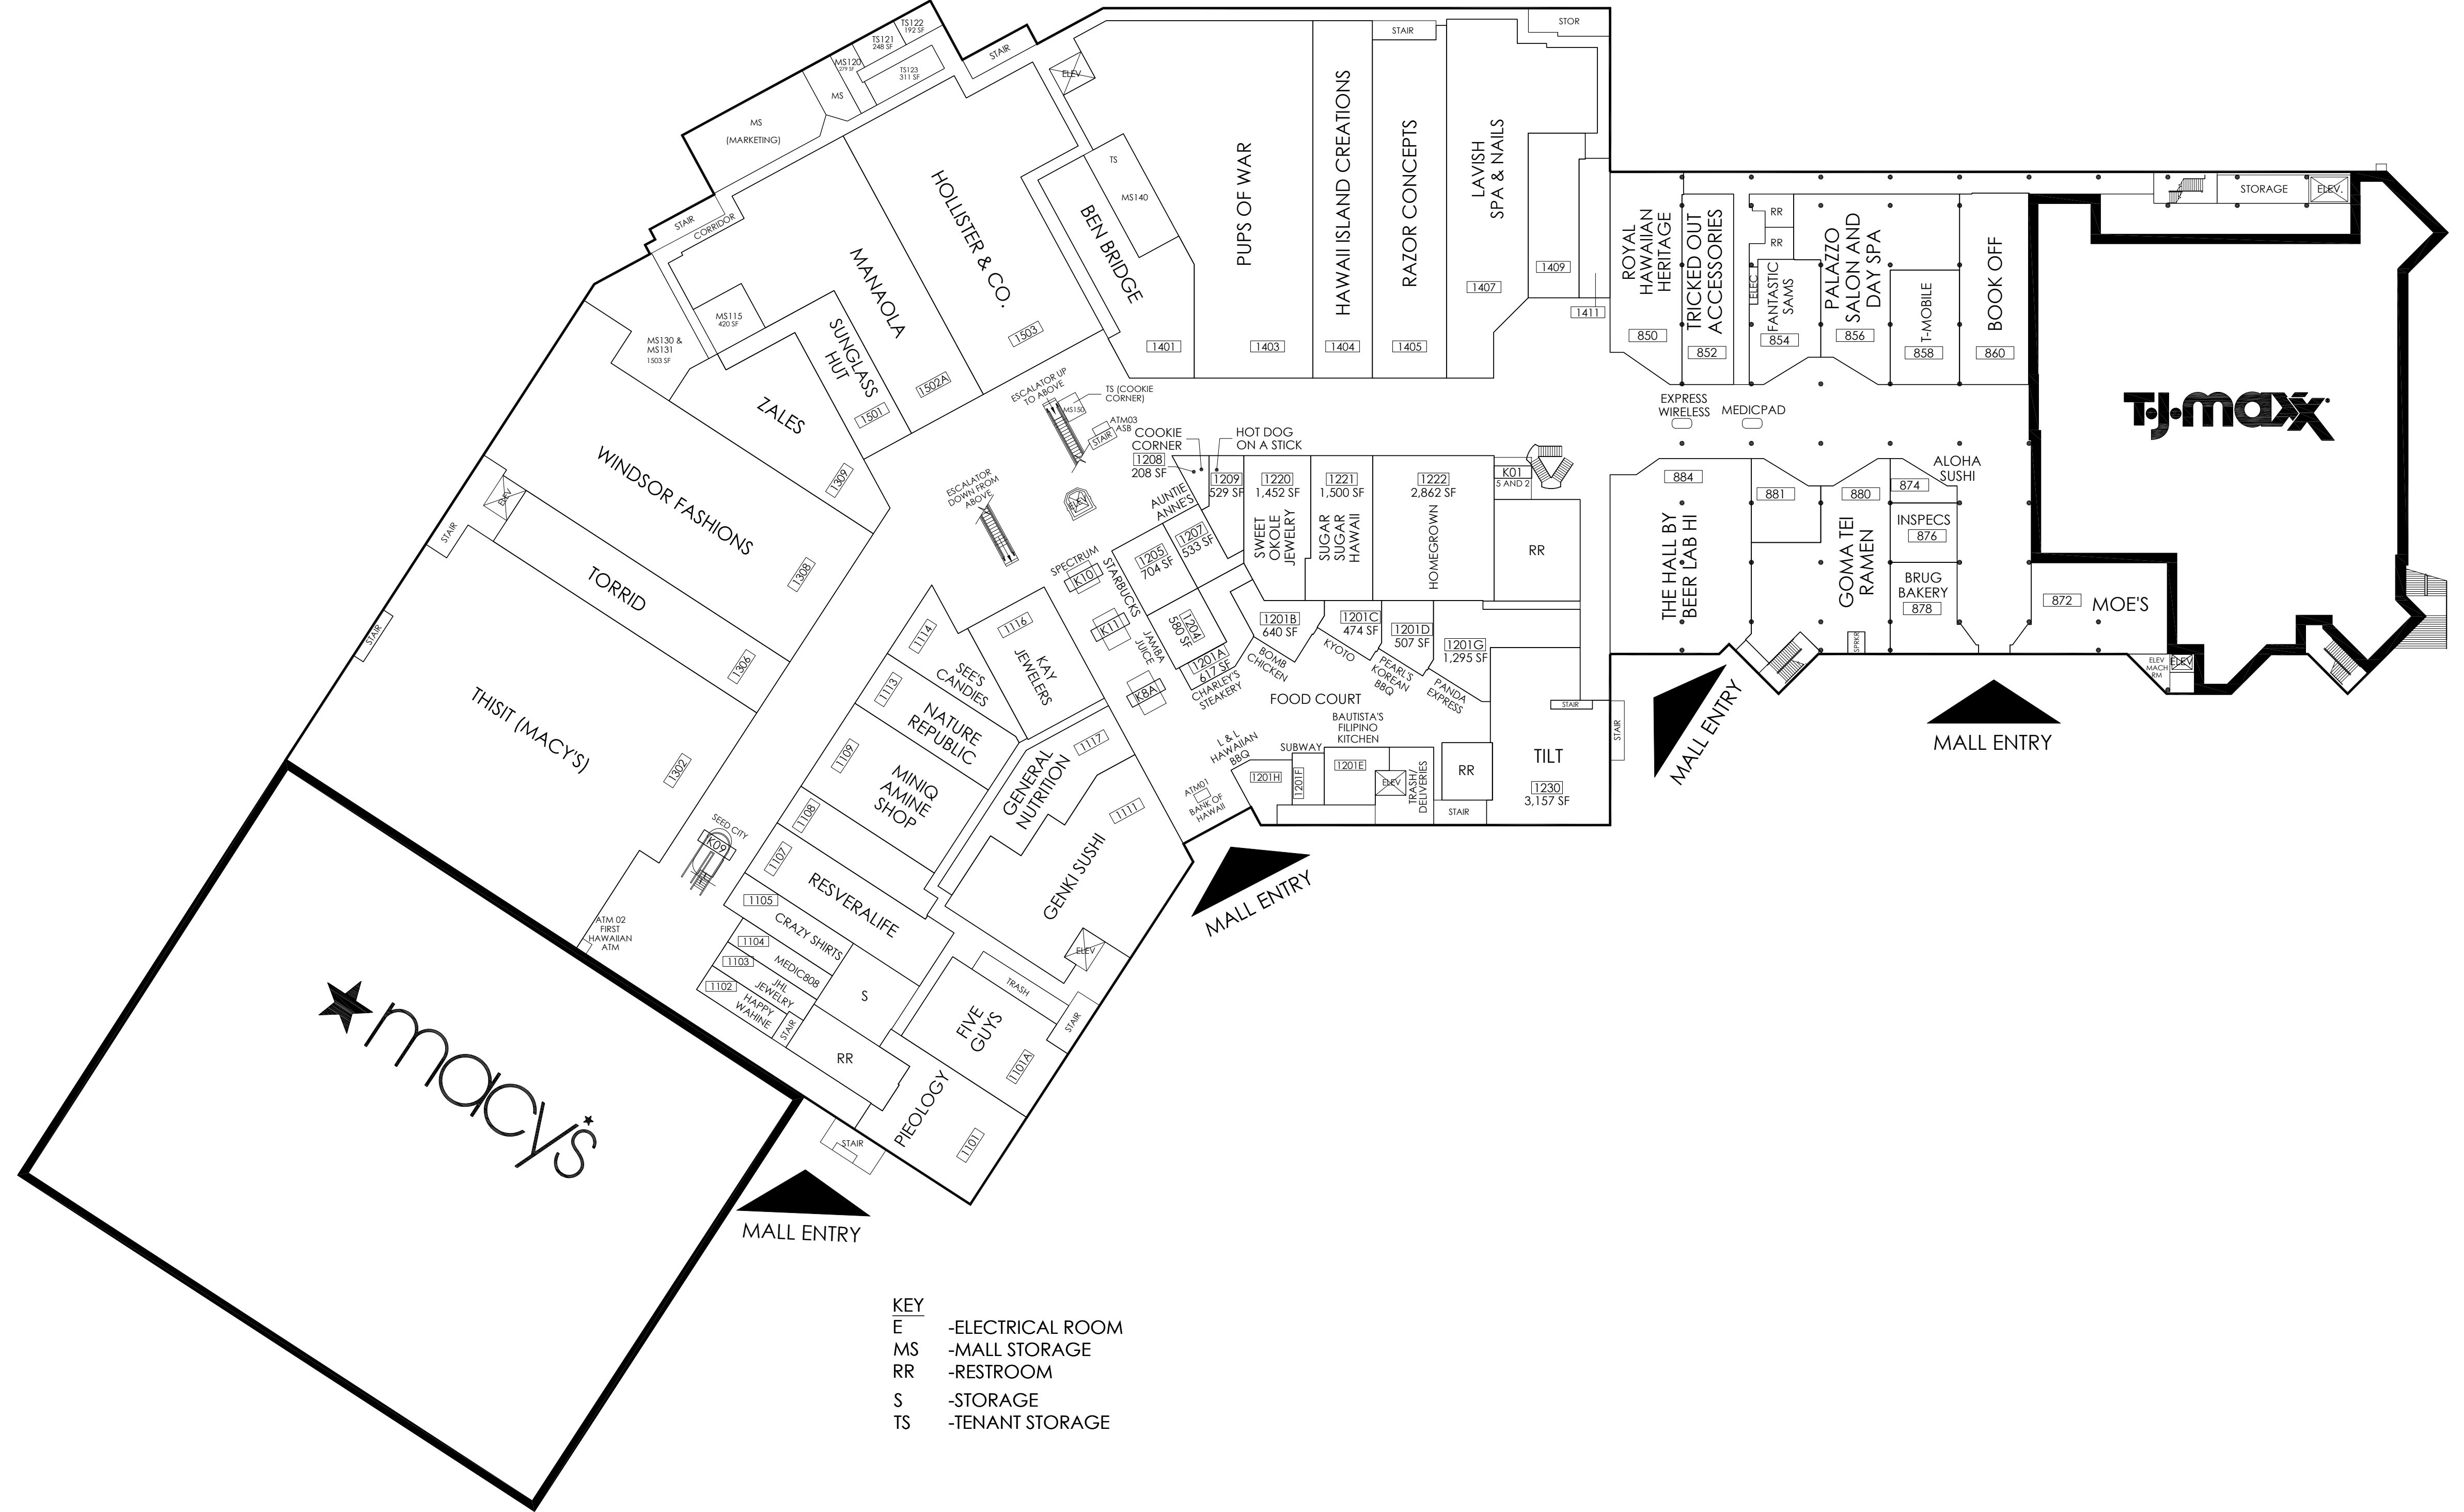 TS122
192 SF
TS121
248 SF
MS120
279 SF
TS123
311 SF
MS
MS
(MARKETING)
STAIR
ELEV
STAIR
CORRIDOR
MS115
420 SF
MS130 &
MS131
1503 SF
MANAOLA
1502A
HOLLISTER & CO.
1503
SUNGLASS
HUT
1501
ZALES
1309
BEN BRIDGE
1401
TS
MS140
PUPS OF WAR
1403
HAWAII ISLAND CREATIONS
1404
STAIR
RAZOR CONCEPTS
1405
LAVISH
SPA & NAILS
1407
STOR
1409
1411
ROYAL
HAWAIIAN
HERITAGE
850
TRICKED OUT
ACCESSORIES
852
RR
RR
ELEC
FANTASTIC
SAMS
854
PALAZZO
SALON AND
DAY SPA
856
T-MOBILE
858
BOOK OFF
860
STORAGE
ELEV.
T·J·maxx®
EXPRESS
WIRELESS
MEDICPAD
ESCALATOR UP
TO ABOVE
MS150
TS (COOKIE
CORNER)
ATM03
ASB
STAIR
ESCALATOR
DOWN FROM
ABOVE
ELEV
COOKIE
CORNER
1208
208 SF
HOT DOG
ON A STICK
1209
529 SF
AUNTIE
ANNE'S
1207
533 SF
1205
704 SF
STARBUCKS
1204
580 SF
JAMBA
JUICE
1201A
617 SF
CHARLEY'S
STEAKERY
SPECTRUM
K10
K11
K8A
1220
1,452 SF
SWEET
OKOLE
JEWELRY
1221
1,500 SF
SUGAR
SUGAR
HAWAII
1222
2,862 SF
HOMEGROWN
K01
5 AND 2
RR
1201B
640 SF
BOMB
CHICKEN
1201C
474 SF
KYOTO
1201D
507 SF
PEARL'S
KOREAN
BBQ
1201G
1,295 SF
PANDA
EXPRESS
FOOD COURT
BAUTISTA'S
FILIPINO
KITCHEN
1201E
SUBWAY
1201F
L & L
HAWAIIAN
BBQ
1201H
ATM01
BANK OF
HAWAII
ELEV
TRASH/
DELIVERIES
RR
STAIR
TILT
1230
3,157 SF
STAIR
STAIR
884
THE HALL BY
BEER LAB HI
881
880
GOMA TEI
RAMEN
SPRKR
874
ALOHA
SUSHI
INSPECS
876
BRUG
BAKERY
878
872
MOE'S
ELEV
MACH
RM
ELEV
MALL ENTRY
MALL ENTRY
WINDSOR FASHIONS
1308
ELEV
STAIR
TORRID
1306
STAIR
THISIT (MACY'S)
1302
SEED CITY
K09
ATM 02
FIRST
HAWAIIAN
ATM
1114
SEE'S
CANDIES
1116
KAY
JEWELERS
1113
NATURE
REPUBLIC
1109
MINIQ
AMINE
SHOP
1108
1117
GENERAL
NUTRITION
1111
GENKI SUSHI
ELEV
1107
RESVERALIFE
1105
CRAZY SHIRTS
1104
MEDIC808
1103
JHL
JEWELRY
1102
HAPPY
WAHINE
STAIR
S
RR
TRASH
STAIR
FIVE
GUYS
1101A
PIEOLOGY
1101
STAIR
MALL ENTRY
macy's
MALL ENTRY
KEY
E -ELECTRICAL ROOM
MS -MALL STORAGE
RR -RESTROOM
S -STORAGE
TS -TENANT STORAGE